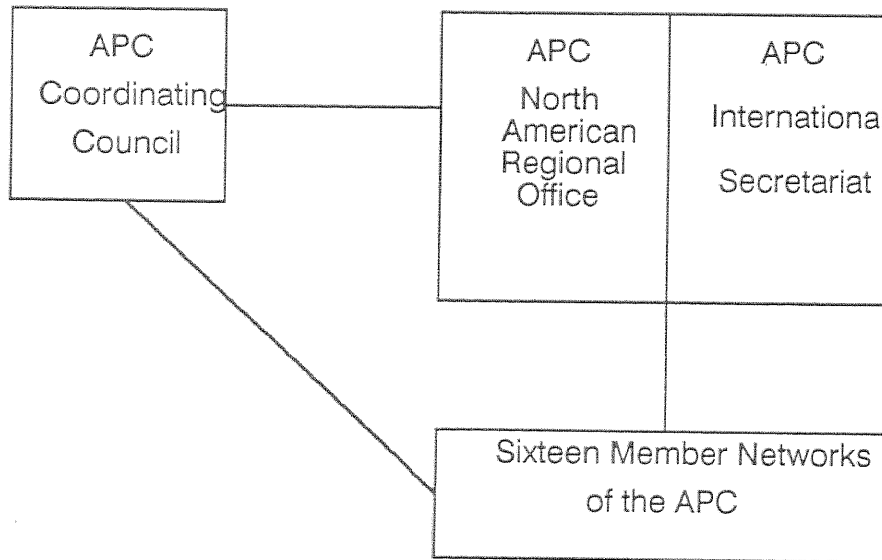 APC
Coordinating
Council
APC
North
American
Regional
Office
APC
Internationa
Secretariat
Sixteen Member Networks
of the APC